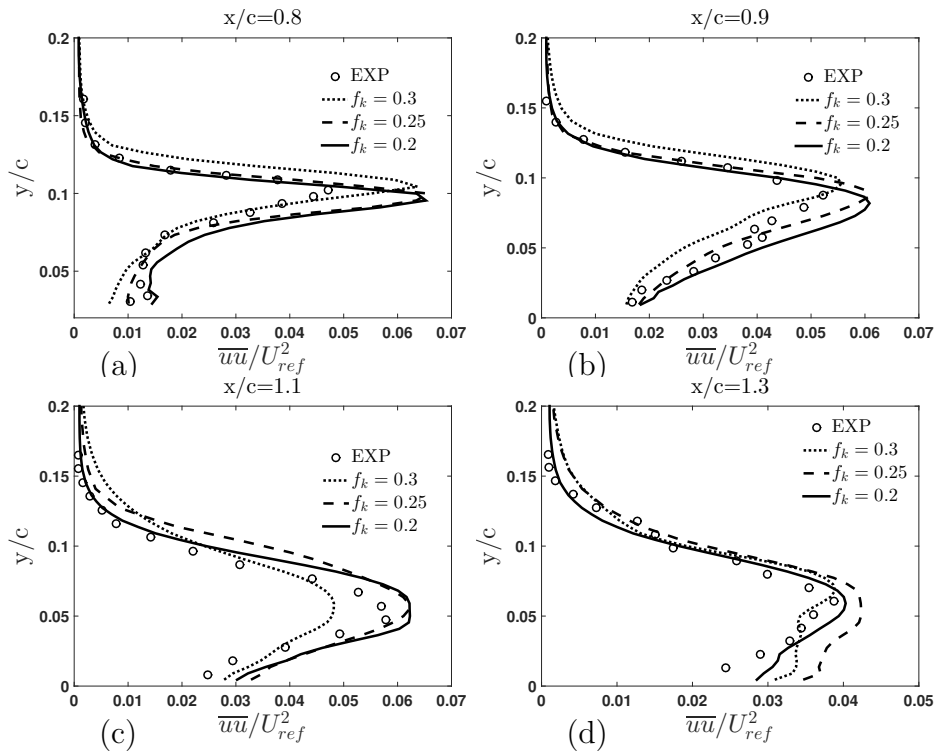 x/c=0.8
0.2
0.15
0.1
0.05
y/c
EXP
f_k = 0.3
f_k = 0.25
f_k = 0.2
0 0.01 0.02 0.03 0.04 0.05 0.06 0.07
(a) \overline{uu}/U_{ref}^2
x/c=0.9
0.2
0.15
0.1
0.05
0
y/c
EXP
f_k = 0.3
f_k = 0.25
f_k = 0.2
0 0.01 0.02 0.03 0.04 0.05 0.06 0.07
(b) \overline{uu}/U_{ref}^2
x/c=1.1
0.2
0.15
0.1
0.05
0
y/c
EXP
f_k = 0.3
f_k = 0.25
f_k = 0.2
0 0.01 0.02 0.03 0.04 0.05 0.06 0.07
(c) \overline{uu}/U_{ref}^2
x/c=1.3
0.2
0.15
0.1
0.05
0
y/c
EXP
f_k = 0.3
f_k = 0.25
f_k = 0.2
0 0.01 0.02 0.03 0.04 0.05
(d) \overline{uu}/U_{ref}^2